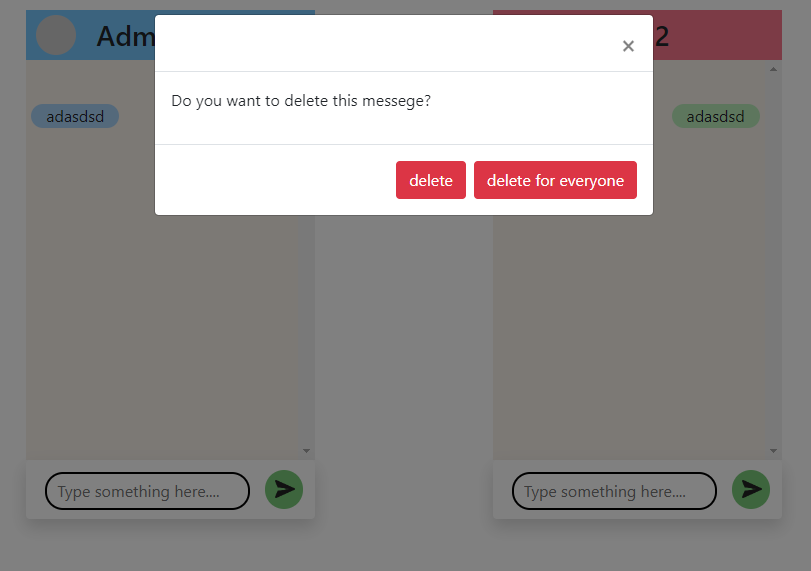 Adm
2
×
Do you want to delete this messege?
adasdsd
adasdsd
delete
delete for everyone
Type something here....
Type something here....